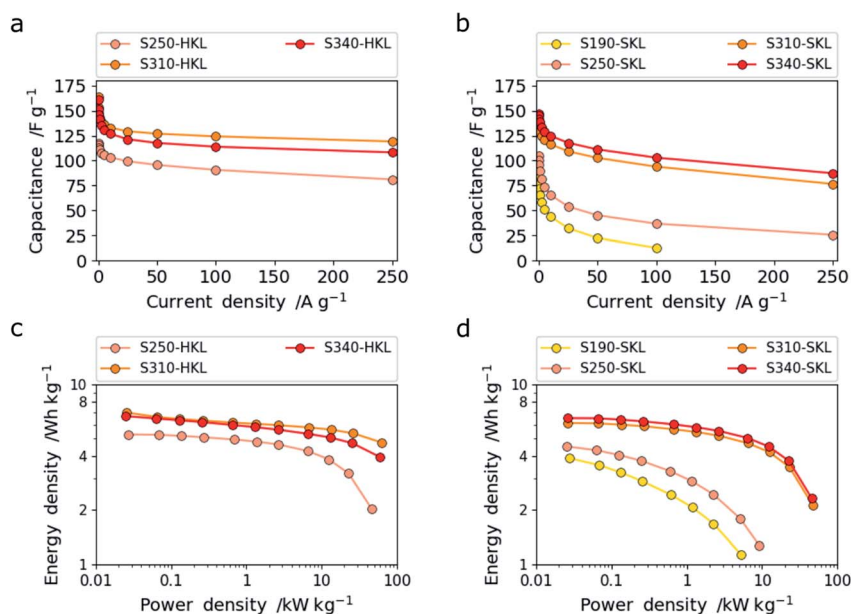 a
S250-HKL S340-HKL
S310-HKL
Capacitance /F g⁻¹
175
150
125
100
75
50
25
0
0 50 100 150 200 250
Current density /A g⁻¹
b
S190-SKL S310-SKL
S250-SKL S340-SKL
Capacitance /F g⁻¹
175
150
125
100
75
50
25
0
0 50 100 150 200 250
Current density /A g⁻¹
c
S250-HKL S340-HKL
S310-HKL
Energy density /Wh kg⁻¹
10
8
4
2
1
0.01 0.1 1 10 100
Power density /kW kg⁻¹
d
S190-SKL S310-SKL
S250-SKL S340-SKL
Energy density /Wh kg⁻¹
10
8
4
2
1
0.01 0.1 1 10 100
Power density /kW kg⁻¹